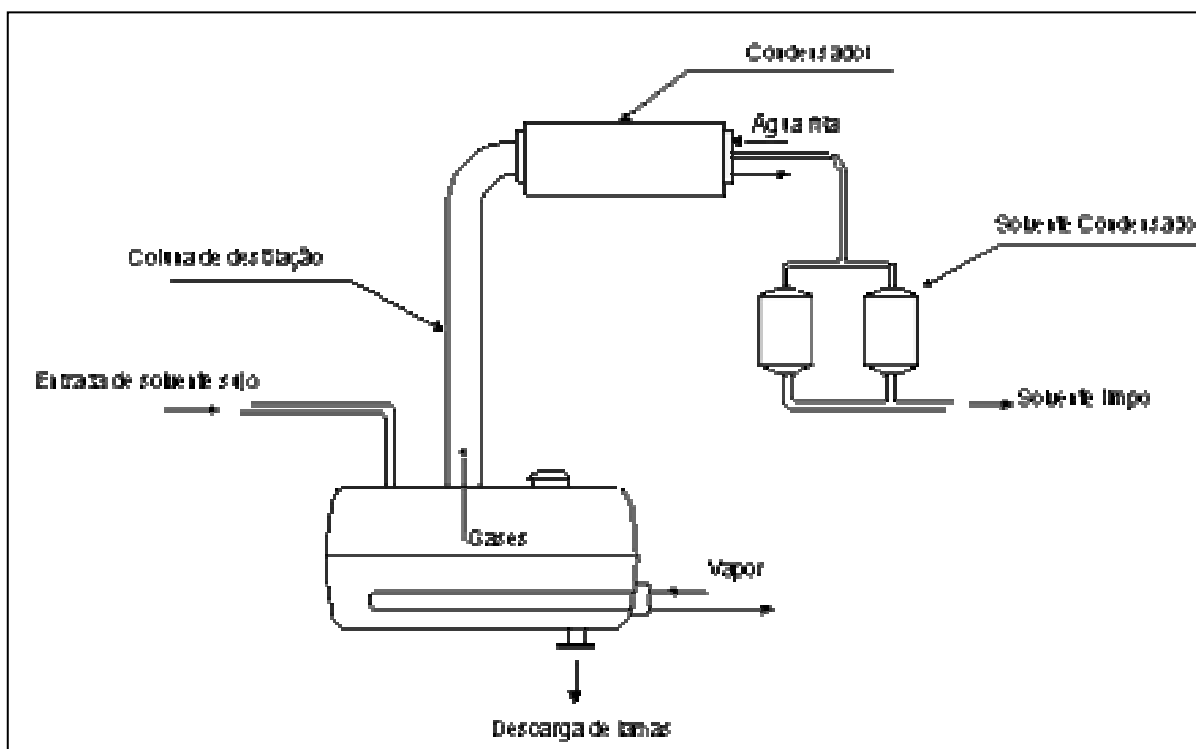 Condensador
Água fria
Solvente Condensado
Coluna de destilação
Entrada de solvente sujo
Solvente limpo
Gases
Vapor
Descarga de lamas